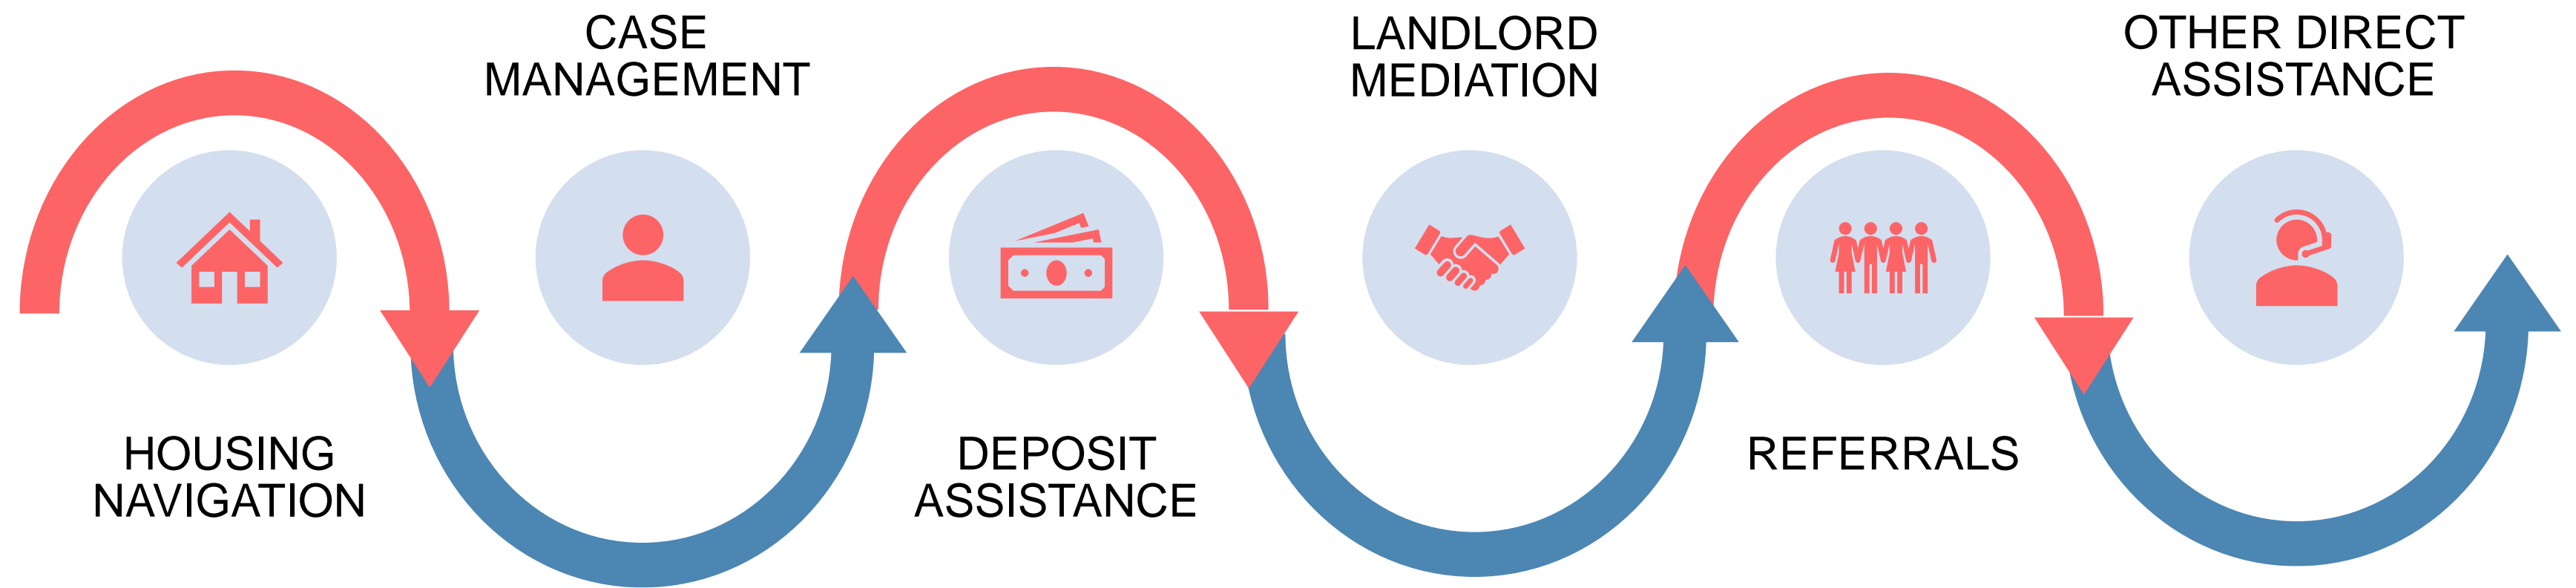 HOUSING
NAVIGATION
CASE
MANAGEMENT
DEPOSIT
ASSISTANCE
LANDLORD
MEDIATION
REFERRALS
OTHER DIRECT
ASSISTANCE